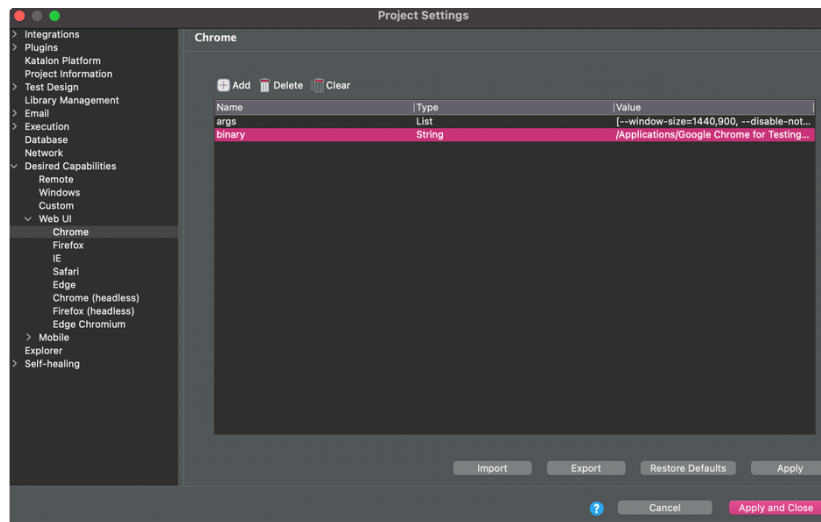 Project Settings
Integrations
Plugins
Katalon Platform
Project Information
Test Design
Library Management
Email
Execution
Database
Network
Desired Capabilities
Remote
Windows
Custom
Web UI
Chrome
Firefox
IE
Safari
Edge
Chrome (headless)
Firefox (headless)
Edge Chromium
Mobile
Explorer
Self-healing
Chrome
Add Delete Clear
Name Type Value
args List [--window-size=1440,900, --disable-not...
binary String /Applications/Google Chrome for Testing...
Import Export Restore Defaults Apply
? Cancel Apply and Close